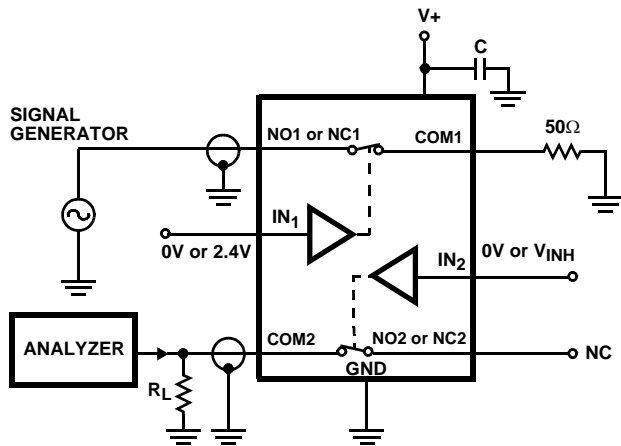 V+
C
SIGNAL
GENERATOR
NO1 or NC1
COM1
50Ω
IN1
0V or 2.4V
IN2
0V or VINH
ANALYZER
COM2
NO2 or NC2
NC
GND
RL